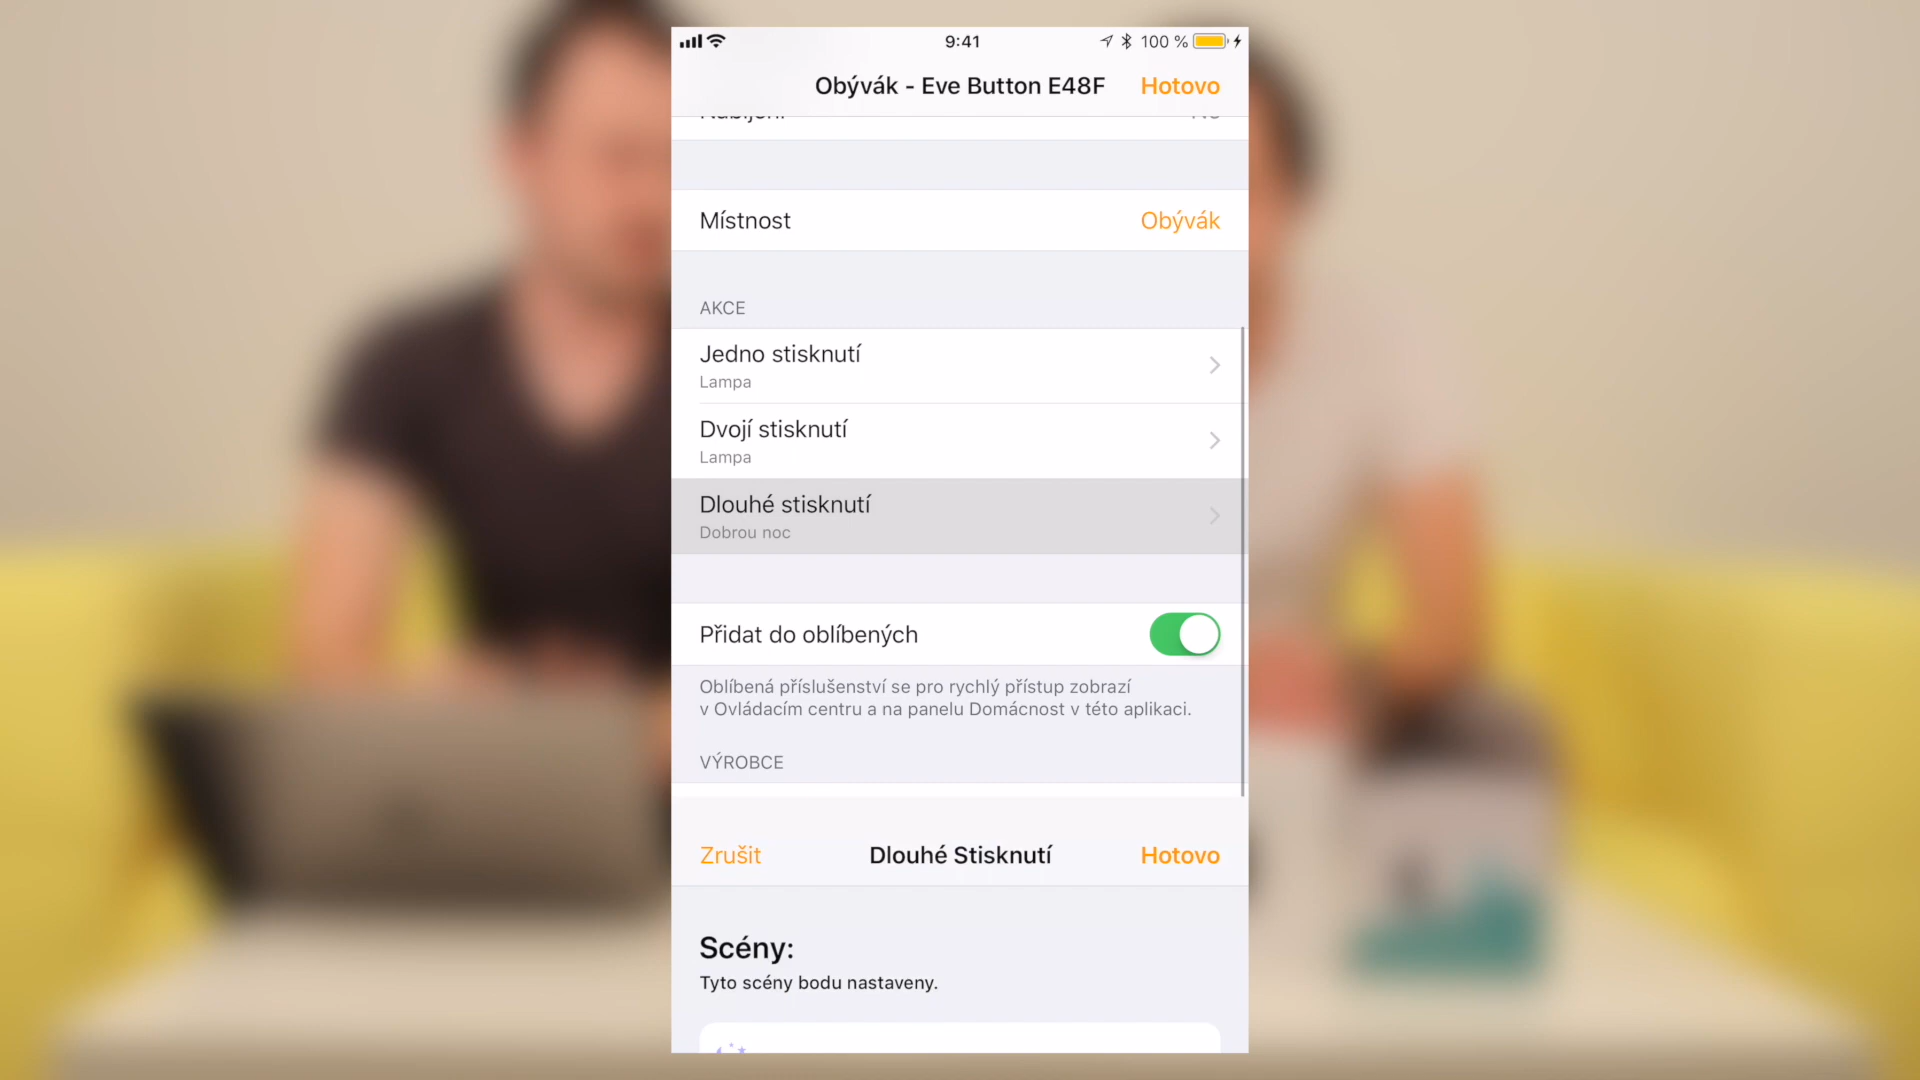 9:41
100 %
Obývák - Eve Button E48F
Hotovo
Místnost
Obývák
AKCE
Jedno stisknutí
Lampa
Dvojí stisknutí
Lampa
Dlouhé stisknutí
Dobrou noc
Přidat do oblíbených
Oblíbená příslušenství se pro rychlý přístup zobrazí
v Ovládacím centru a na panelu Domácnost v této aplikaci.
VÝROBCE
Zrušit
Dlouhé Stisknutí
Hotovo
Scény:
Tyto scény bodu nastaveny.